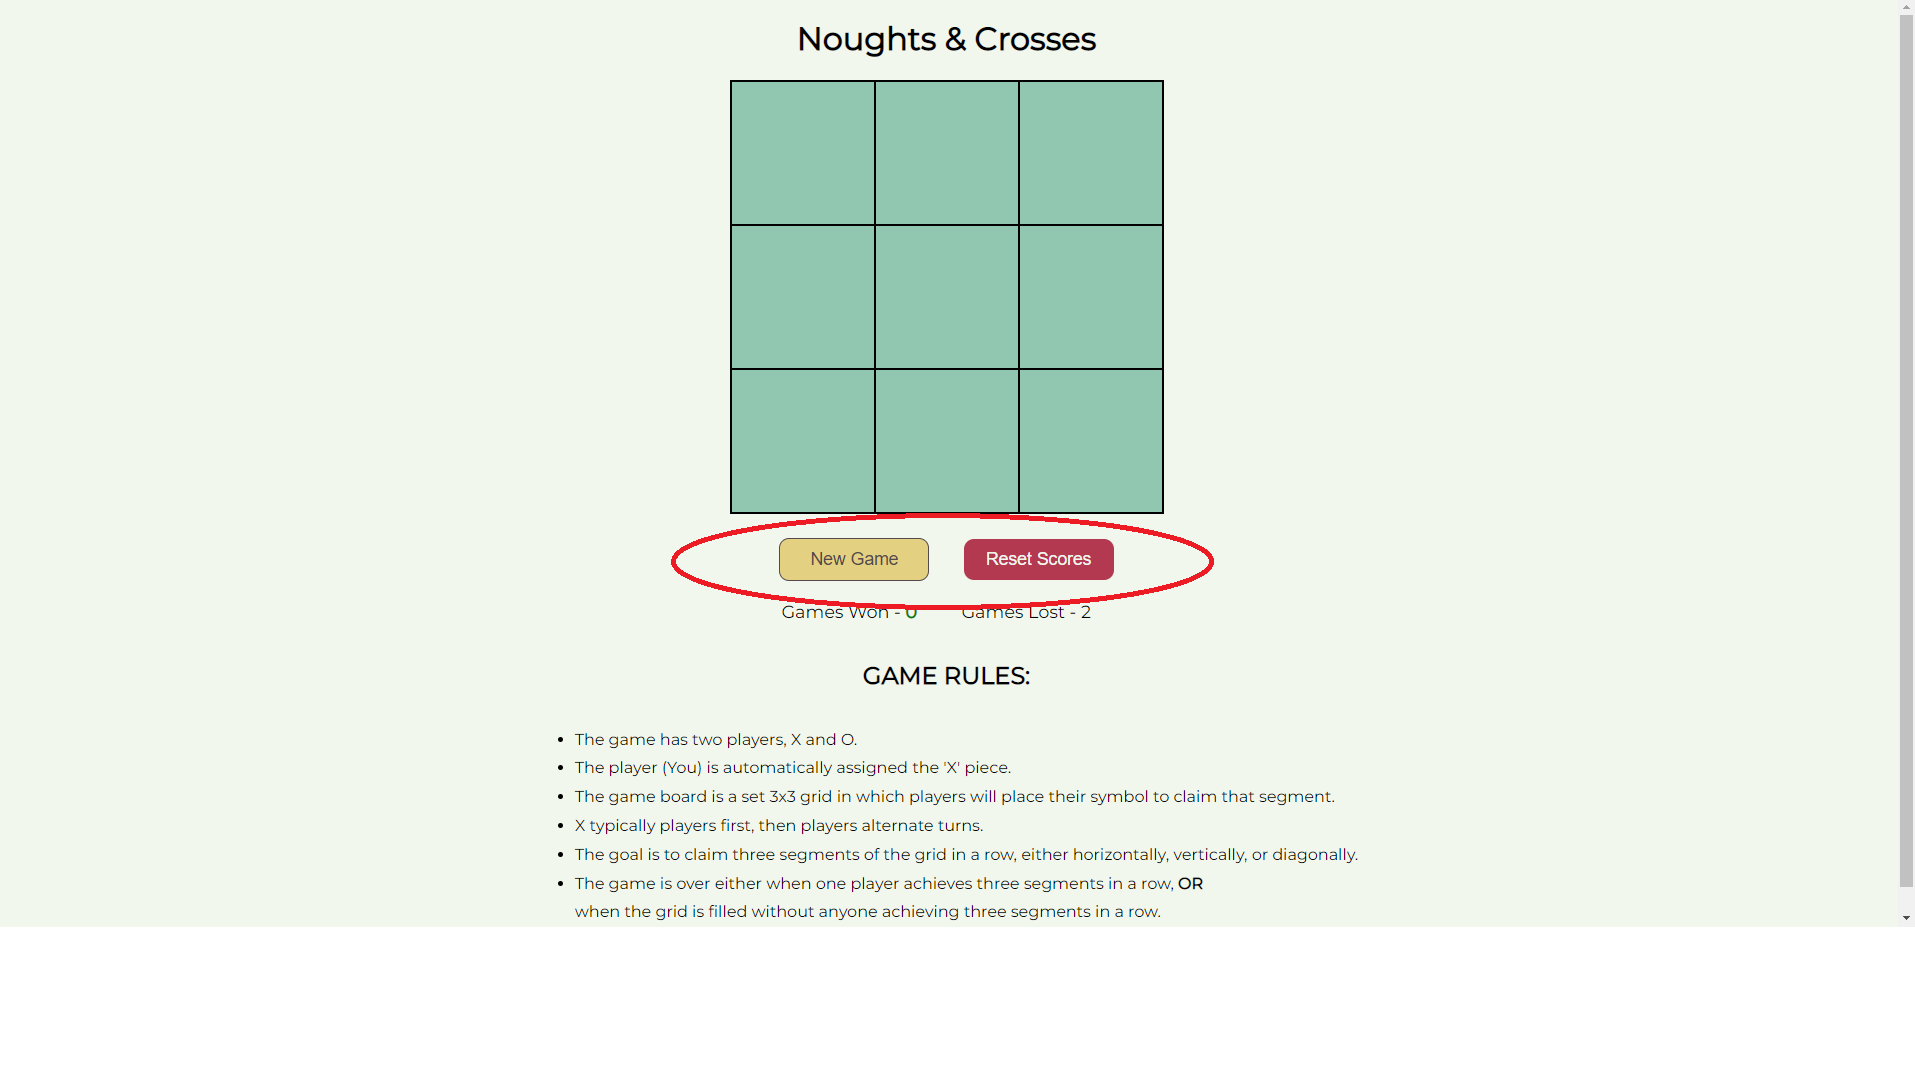 Noughts & Crosses
New Game
Reset Scores
Games Won - 0
Games Lost - 2
GAME RULES:
The game has two players, X and O.
The player (You) is automatically assigned the 'X' piece.
The game board is a set 3x3 grid in which players will place their symbol to claim that segment.
X typically players first, then players alternate turns.
The goal is to claim three segments of the grid in a row, either horizontally, vertically, or diagonally.
The game is over either when one player achieves three segments in a row, OR
when the grid is filled without anyone achieving three segments in a row.